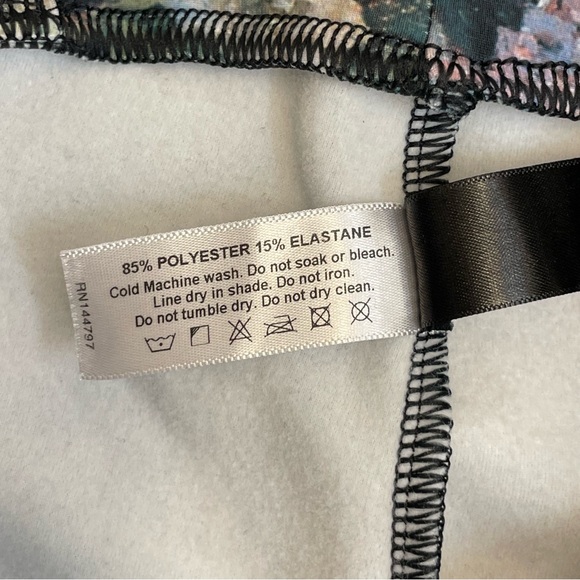 85% POLYESTER 15% ELASTANE
Cold Machine wash. Do not soak or bleach.
Line dry in shade. Do not iron.
Do not tumble dry. Do not dry clean.
RN144797